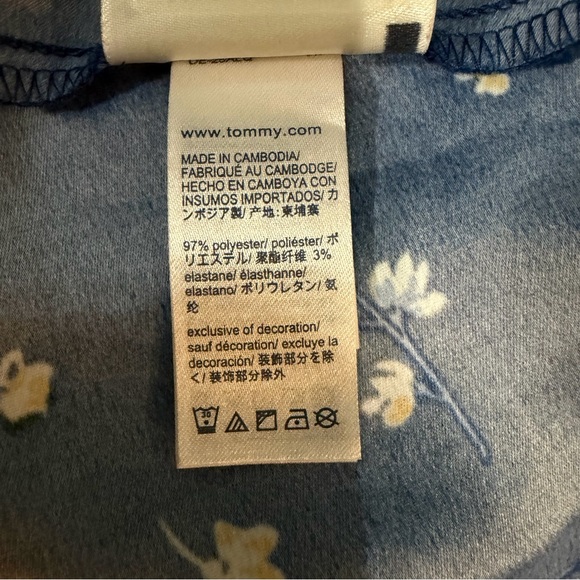 www.tommy.com
MADE IN CAMBODIA/
FABRIQUÉ AU CAMBODGE/
HECHO EN CAMBOYA CON
INSUMOS IMPORTADOS/ カ
ンボジア製/ 产地: 柬埔寨
97% polyester/ poliéster/ ポ
リエステル/ 聚酯纤维 3%
elastane/ élasthanne/
elastano/ ポリウレタン/ 氨
纶
exclusive of decoration/
sauf décoration/ excluye la
decoración/ 装飾部分を除
く/ 装饰部分除外
30